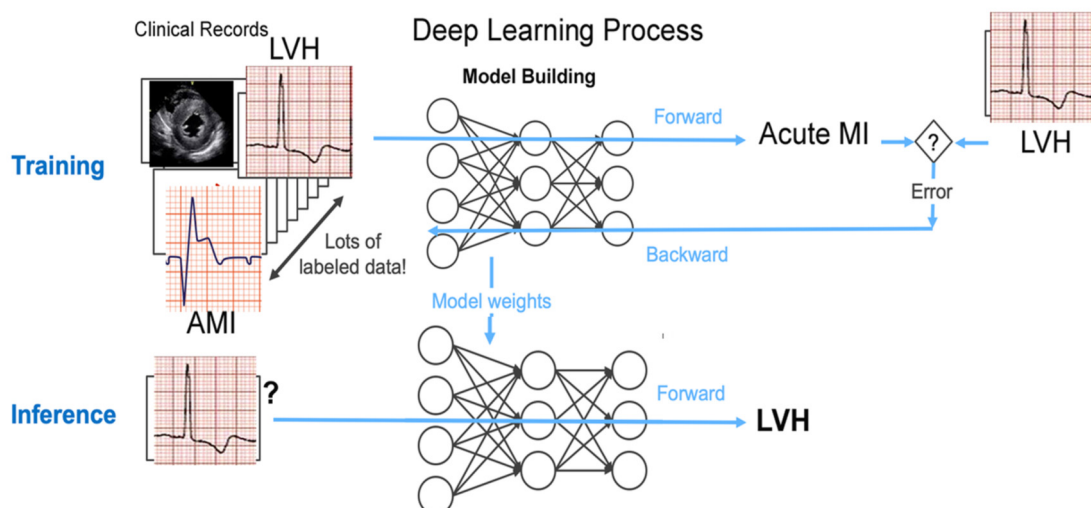 Deep Learning Process
Clinical Records
LVH
Model Building
Training
Forward
Acute MI
?
LVH
Error
Lots of
labeled data!
Backward
AMI
Model weights
Inference
?
Forward
LVH